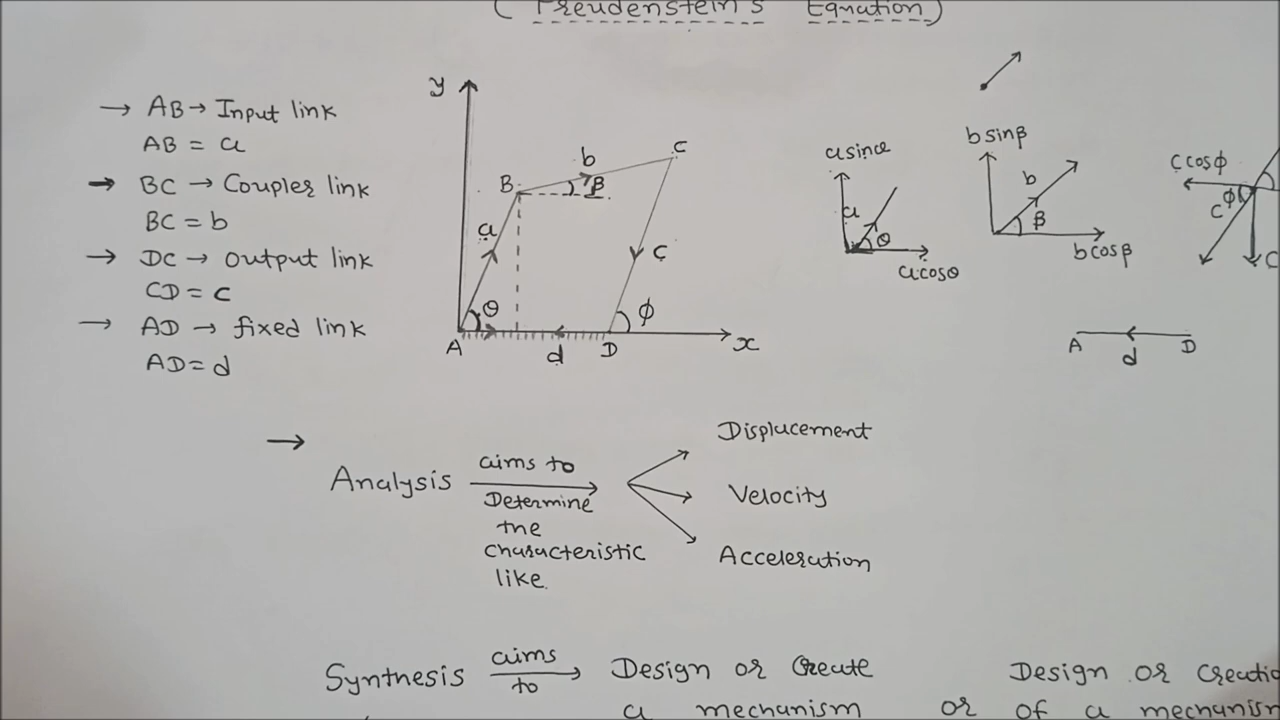 ( Freudenstein's Equation)
→ AB → Input link
AB = a
→ BC → Coupler link
BC = b
→ DC → output link
CD = c
→ AD → fixed link
AD = d
y
B
b
C
β
a
c
θ
ϕ
A
d
D
x
a sinθ
a
θ
a cosθ
b sinβ
b
β
b cosβ
c cosϕ
c
ϕ
A
d
D
→ Analysis
aims to
Determine
the
characteristic
like
Displacement
Velocity
Acceleration
Synthesis aims to → Design or Create
a mechanism
or
Design or
of a